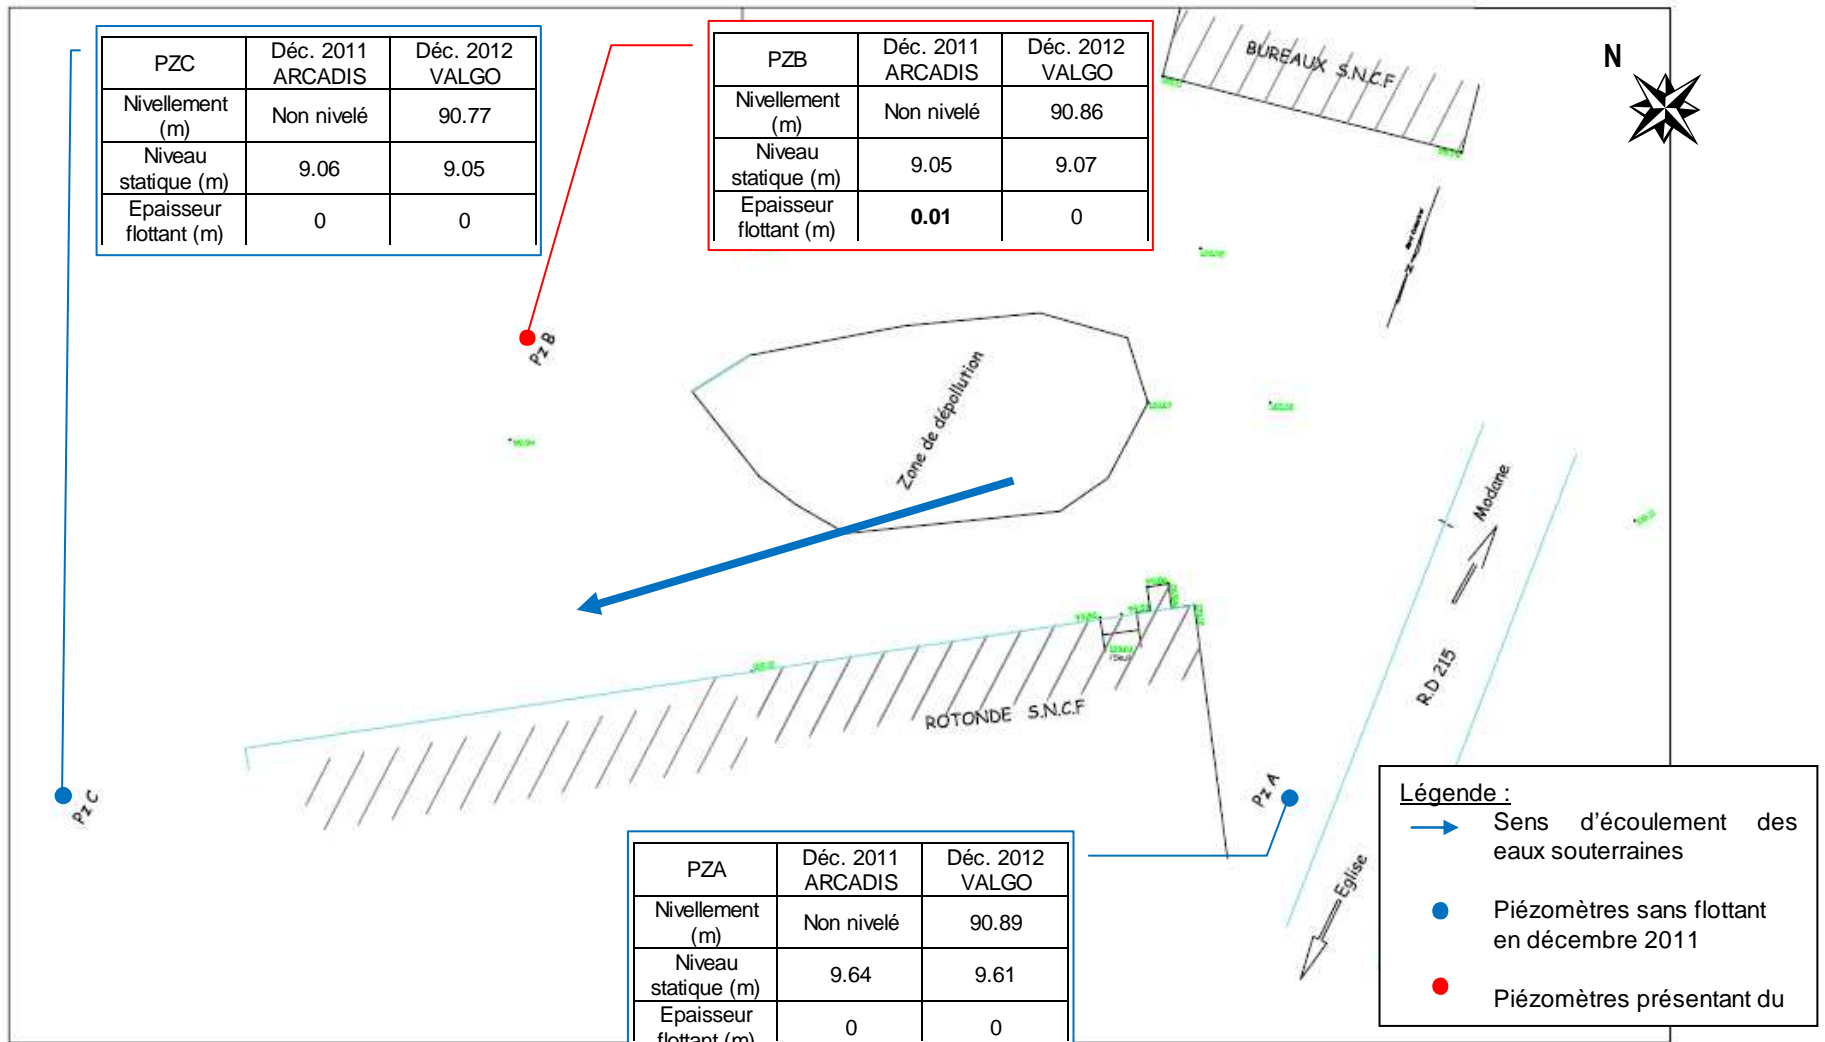 PZC
Déc. 2011
ARCADIS
Déc. 2012
VALGO
Nivellement
(m)
Non nivelé
90.77
Niveau
statique (m)
9.06
9.05
Epaisseur
flottant (m)
0
0
PZB
Déc. 2011
ARCADIS
Déc. 2012
VALGO
Nivellement
(m)
Non nivelé
90.86
Niveau
statique (m)
9.05
9.07
Epaisseur
flottant (m)
0.01
0
BUREAUX S.N.C.F
N
Pz B
Zone de dépollution
Modane
R.D 215
ROTONDE S.N.C.F
Pz C
Pz A
Eglise
PZA
Déc. 2011
ARCADIS
Déc. 2012
VALGO
Nivellement
(m)
Non nivelé
90.89
Niveau
statique (m)
9.64
9.61
Epaisseur
flottant (m)
0
0
Légende :
Sens d'écoulement des
eaux souterraines
Piézomètres sans flottant
en décembre 2011
Piézomètres présentant du